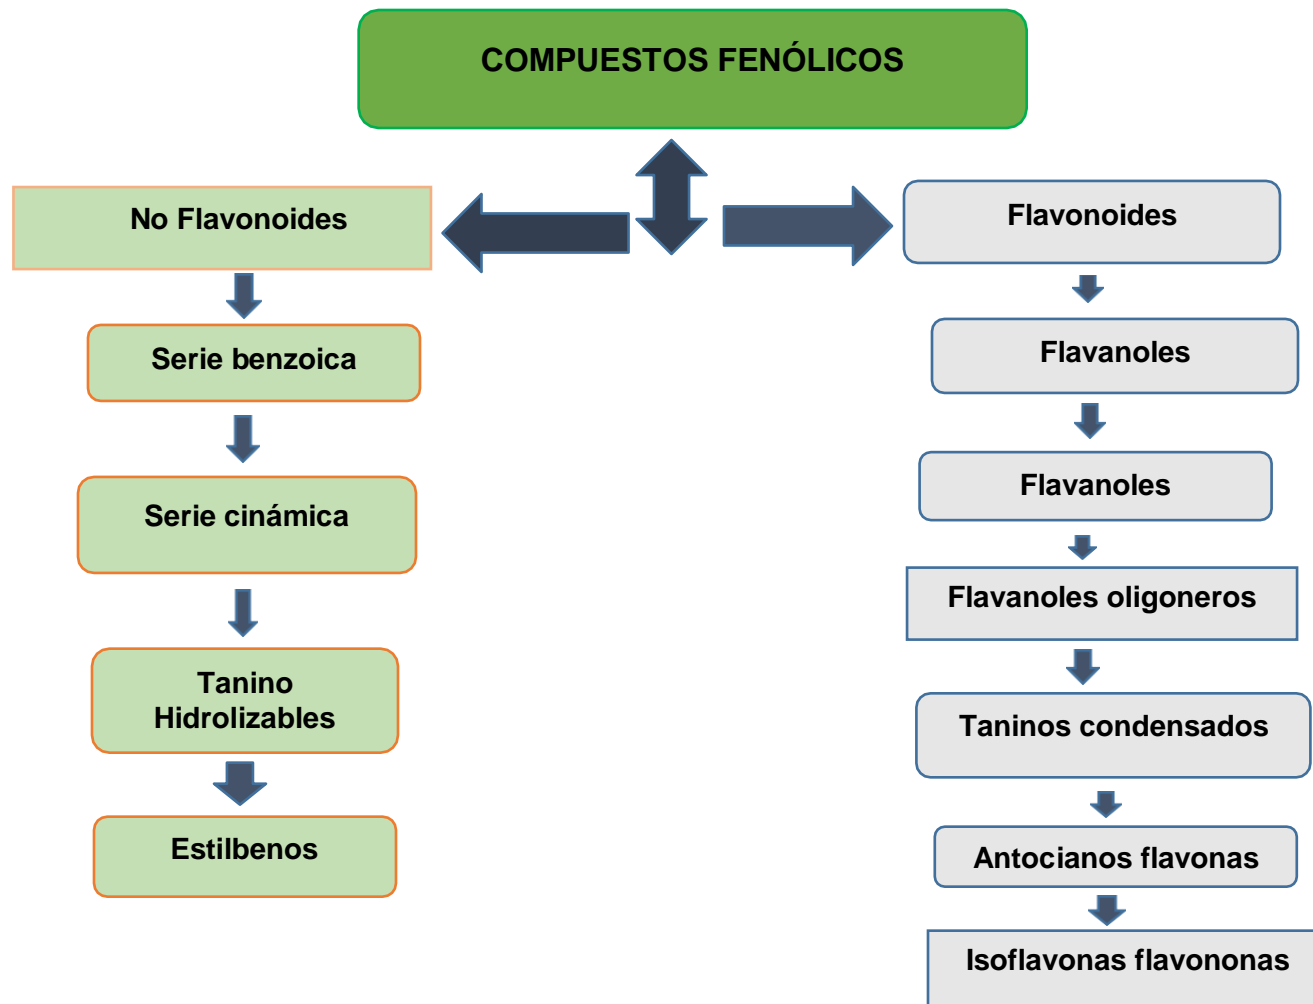 COMPUESTOS FENÓLICOS
No Flavonoides
Serie benzoica
Serie cinámica
Tanino
Hidrolizables
Estilbenos
Flavonoides
Flavanoles
Flavanoles
Flavanoles oligoneros
Taninos condensados
Antocianos flavonas
Isoflavonas flavononas